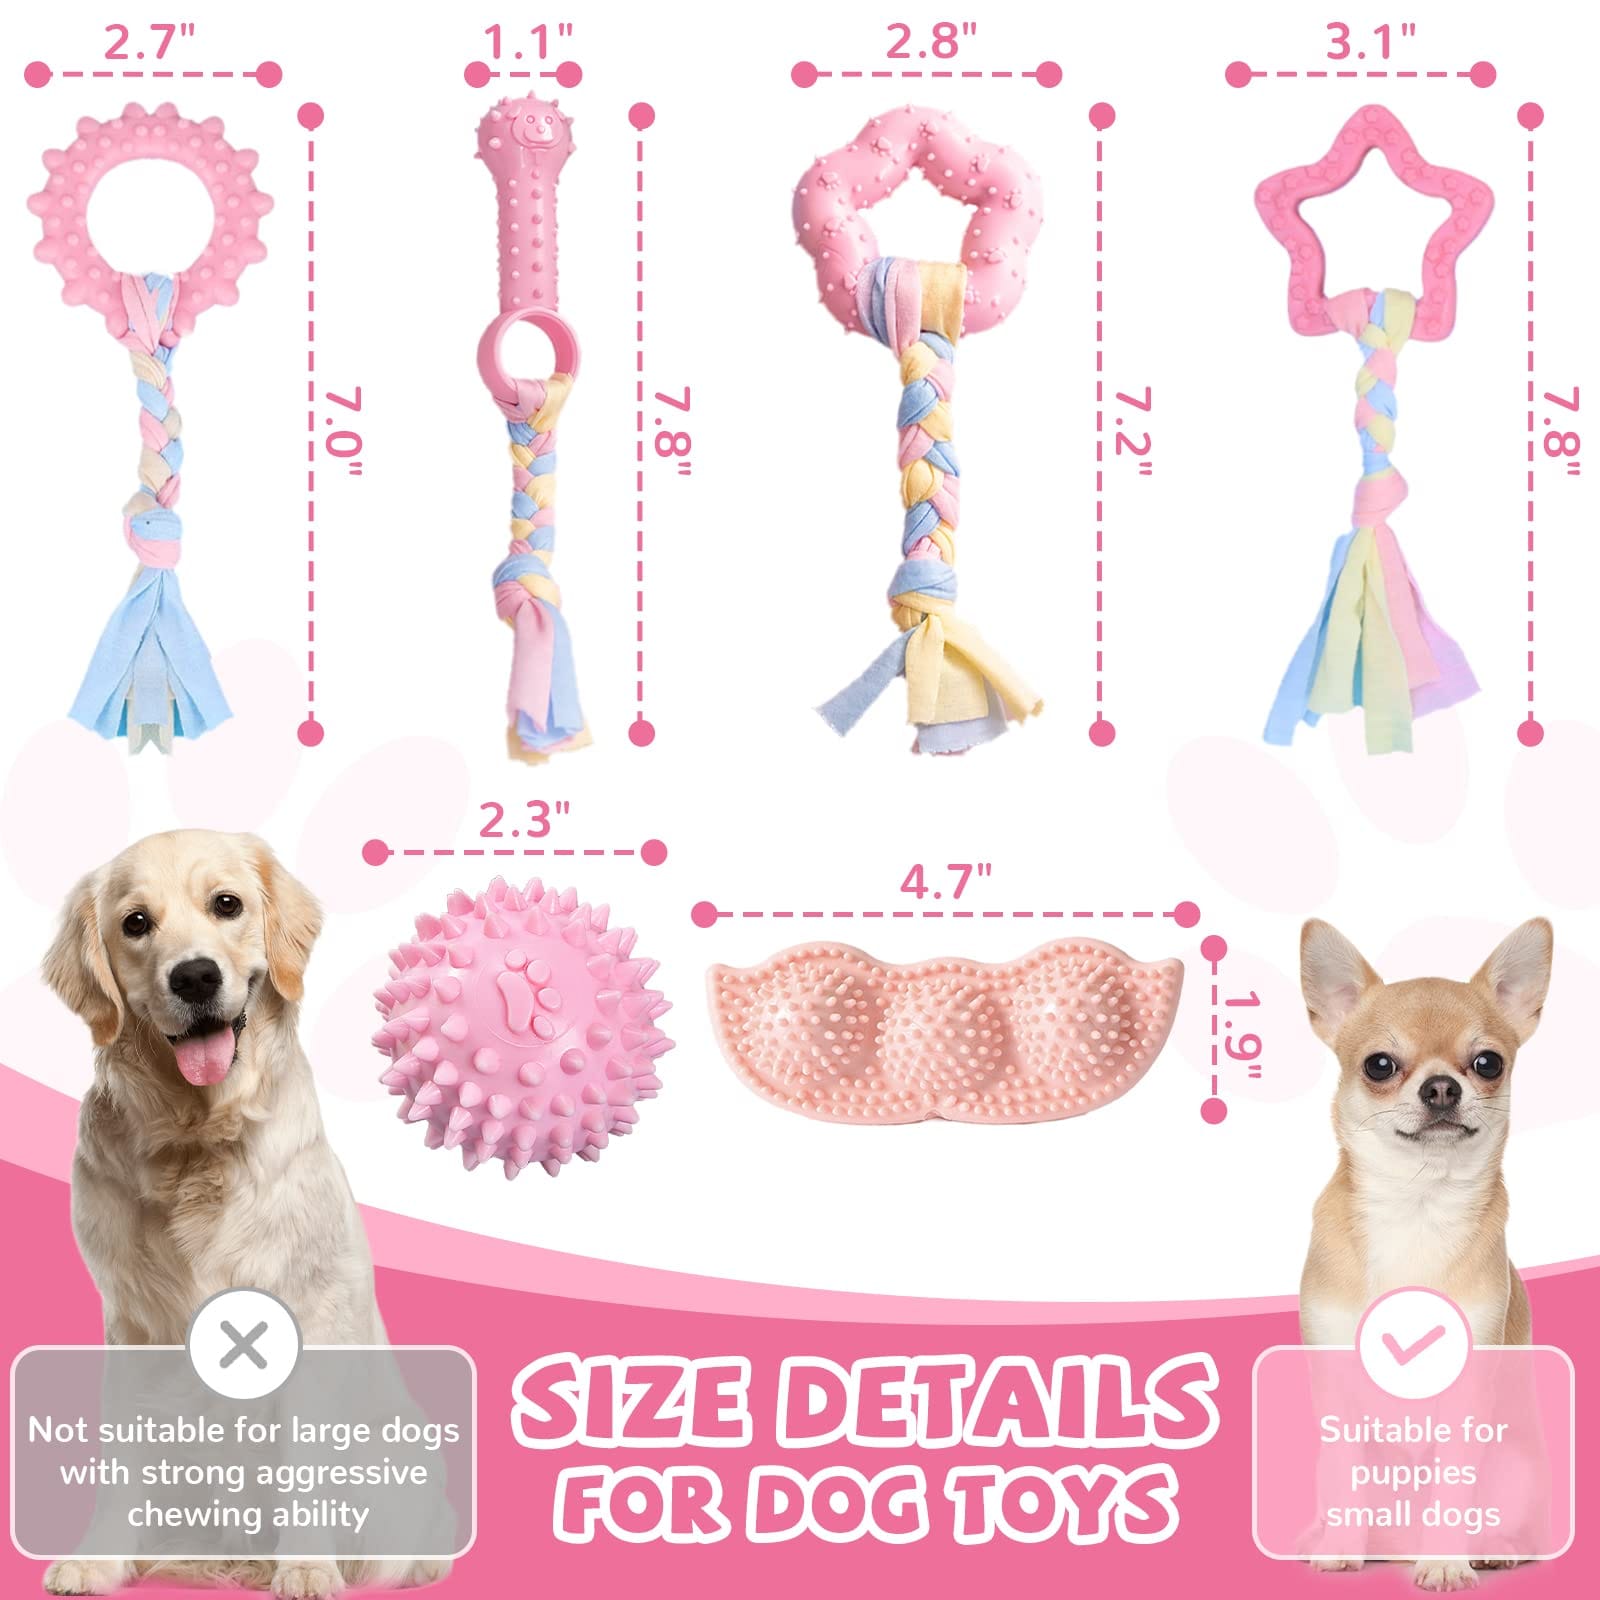 2.7"
1.1"
2.8"
3.1"
7.0"
7.8"
7.2"
7.8"
2.3"
4.7"
1.9"
Not suitable for large dogs
with strong aggressive
chewing ability
SIZE DETAILS
FOR DOG TOYS
Suitable for
puppies
small dogs